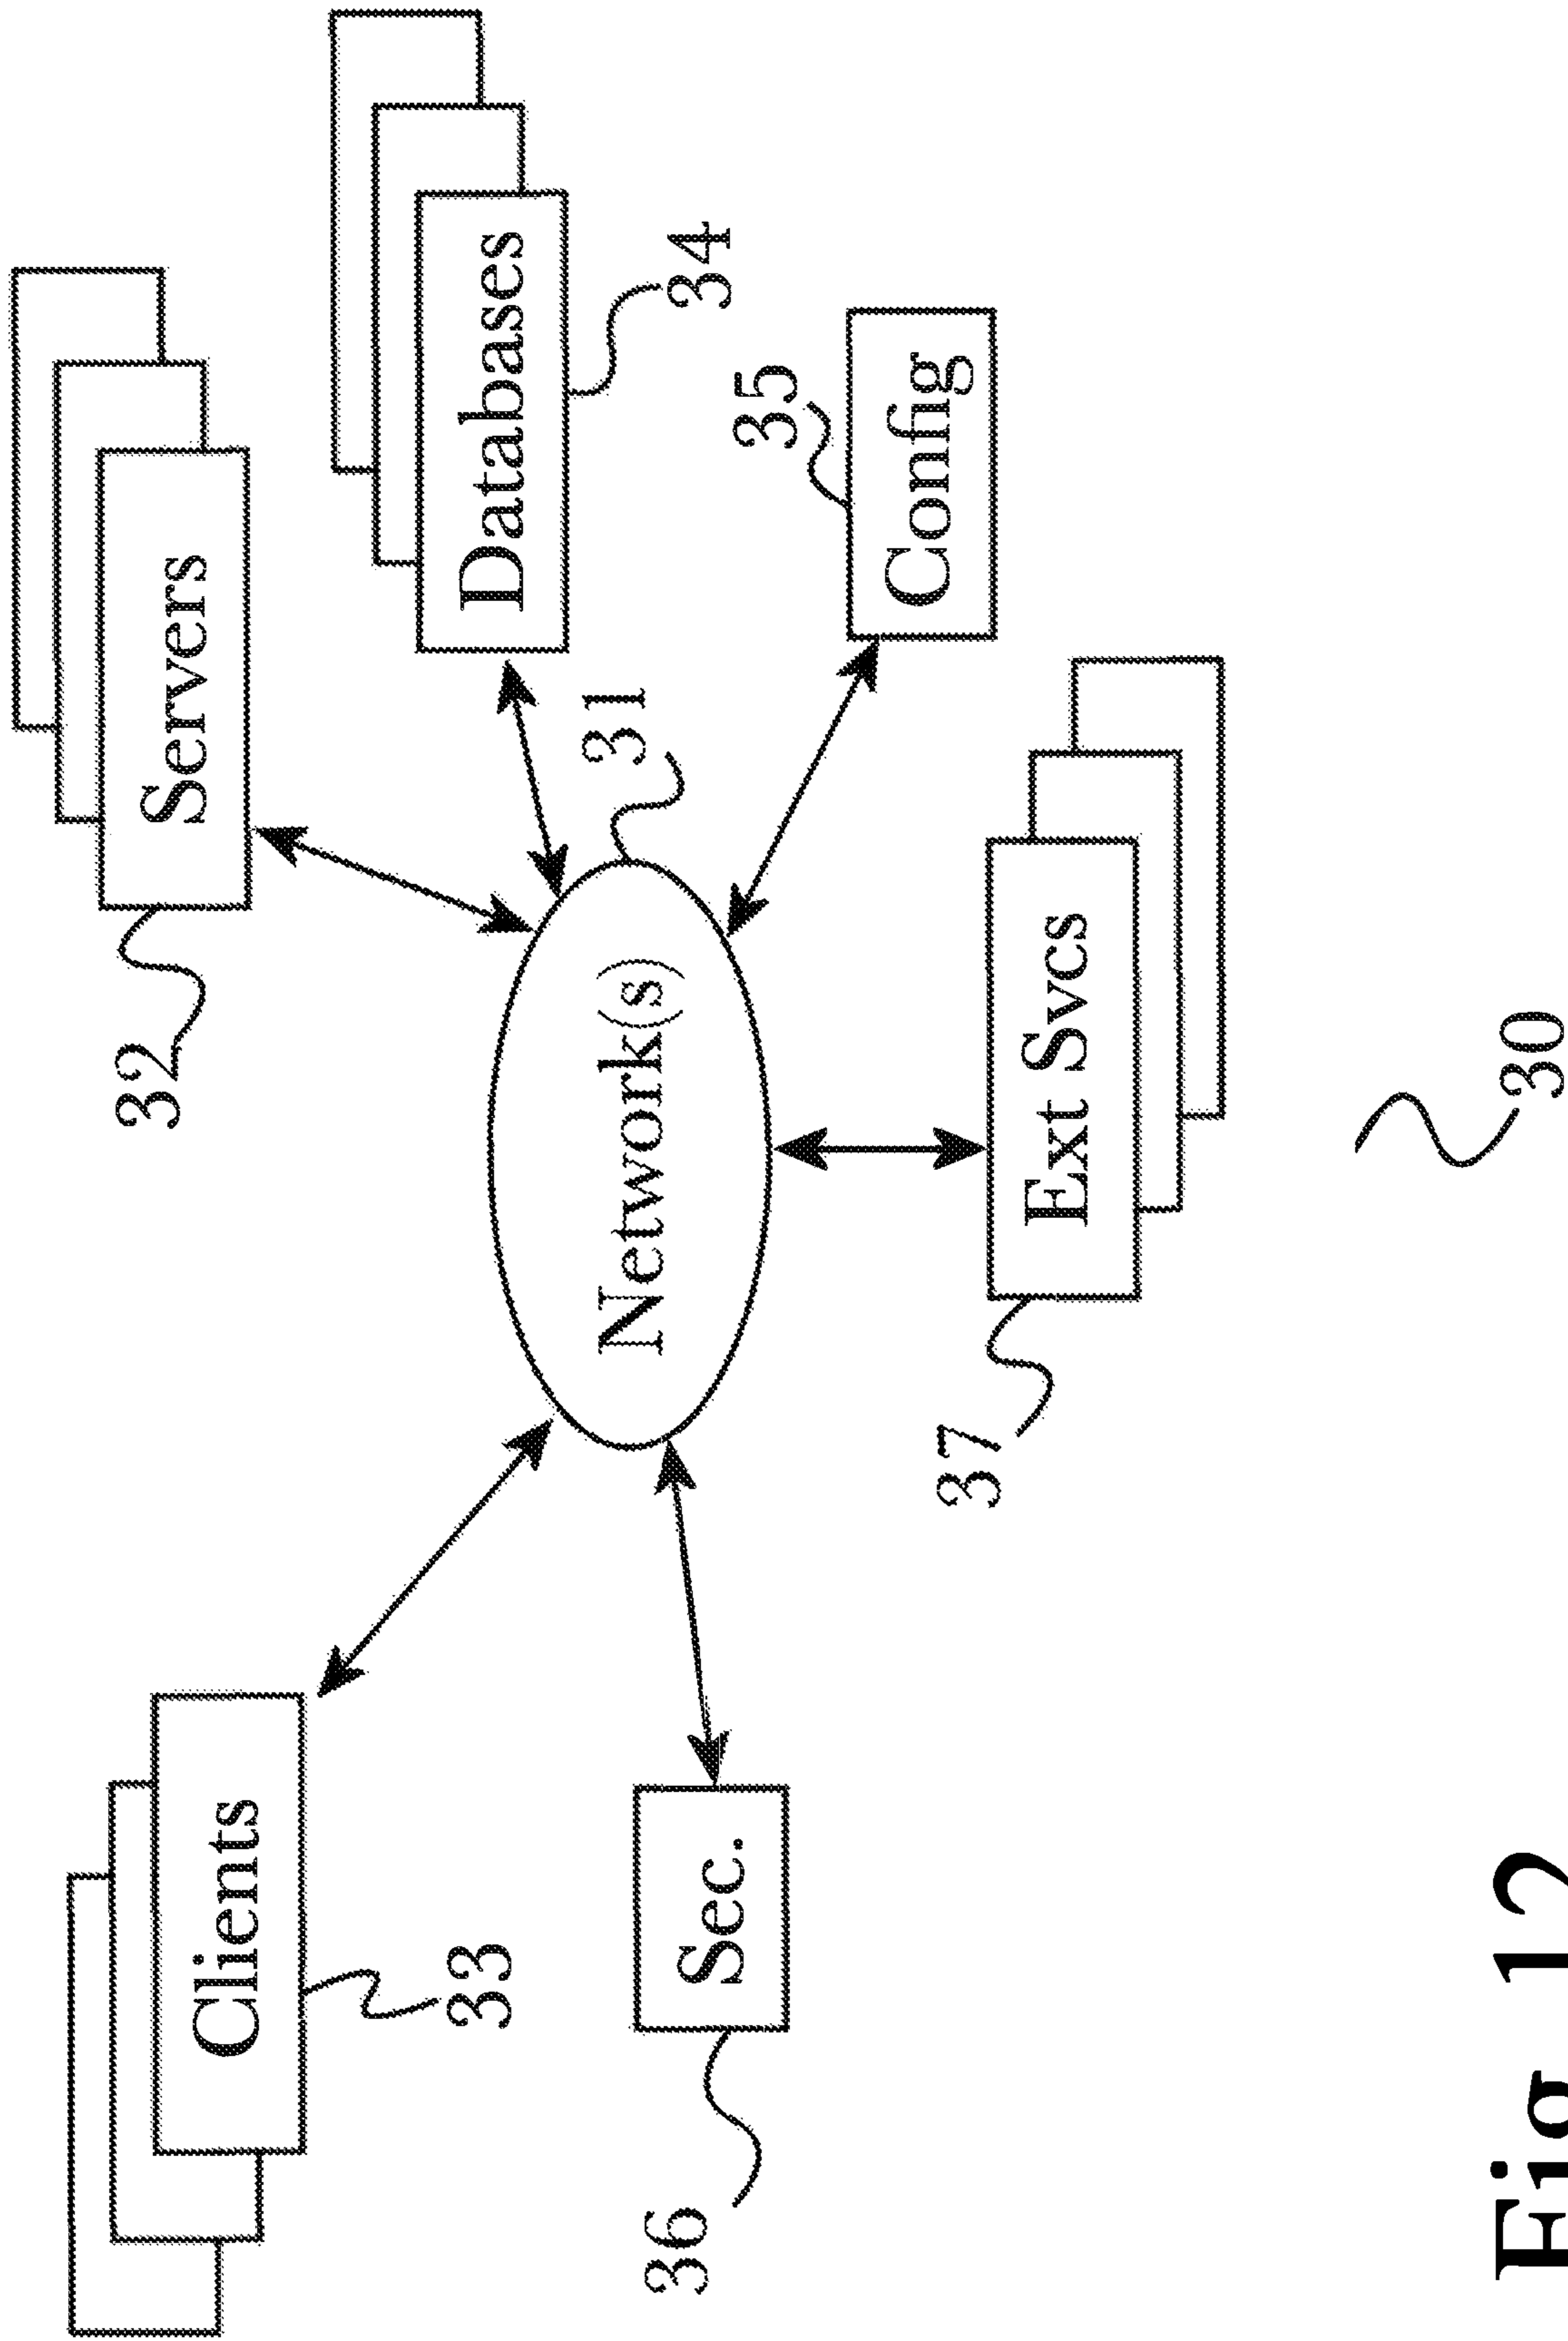 Servers
32
Clients
33
Databases
34
31
Network(s)
35
Config
Sec.
36
Ext Svcs
37
30
Fig. 12